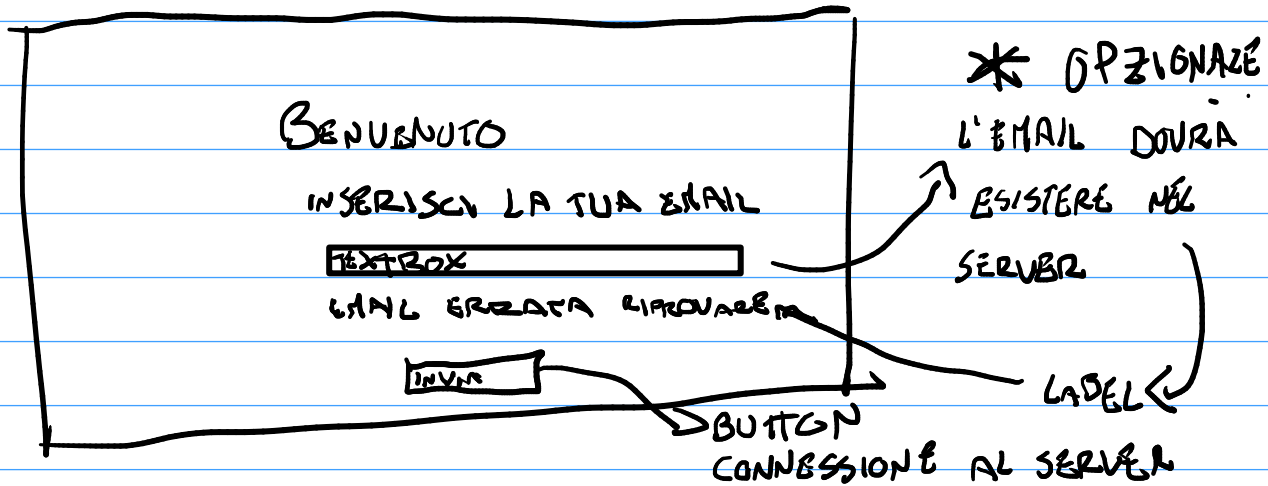 BENVENUTO
INSERISCI LA TUA EMAIL
TEXTBOX
EMAIL ERRATA RIPROVARE
INVIA
* OPZIONALE
L'EMAIL DOVRÀ
ESISTERE NEL
SERVER
LABEL
BUTTON
CONNESSIONE AL SERVER